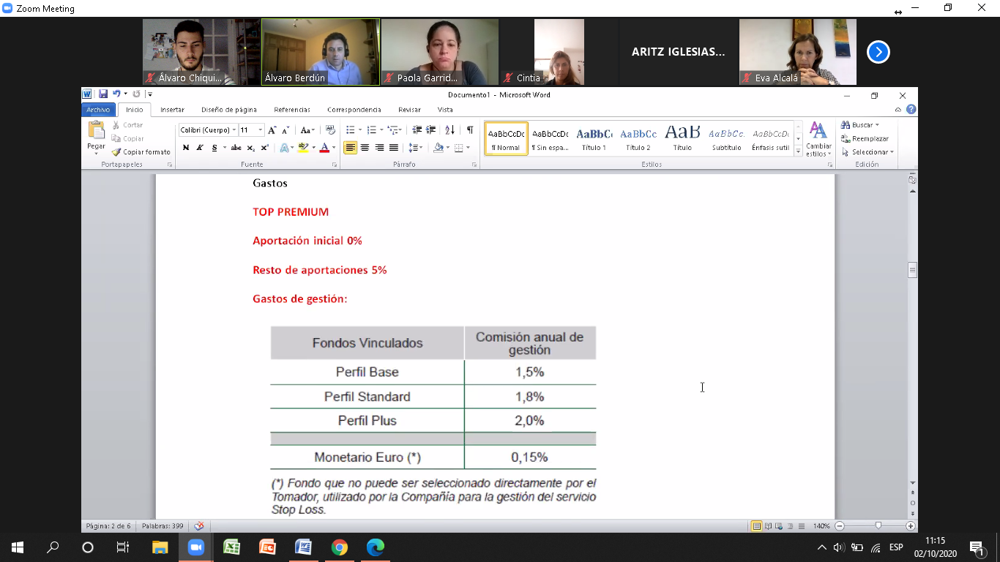 Zoom Meeting
Álvaro Chiqui...
Álvaro Berdún
Paola Garrid...
Cintia
ARITZ IGLESIAS...
Eva Alcalá
Documento1 - Microsoft Word
Archivo Inicio Insertar Diseño de página Referencias Correspondencia Revisar Vista
Pegar
Cortar
Copiar
Copiar formato
Portapapeles
Calibri (Cuerpo) 11
N K S abc x₂ x²
Fuente
Párrafo
AaBbCcDc AaBbCcDc AaBbC AaBbCc AaB AaBbCc. AaBbCcDi
¶ Normal ¶ Sin espa... Título 1 Título 2 Título Subtítulo Énfasis sutil
Estilos
Cambiar estilos
Buscar
Reemplazar
Seleccionar
Edición
Gastos
TOP PREMIUM
Aportación inicial 0%
Resto de aportaciones 5%
Gastos de gestión:
Fondos Vinculados Comisión anual de
gestión
Perfil Base 1,5%
Perfil Standard 1,8%
Perfil Plus 2,0%
Monetario Euro (*) 0,15%
(*) Fondo que no puede ser seleccionado directamente por el
Tomador, utilizado por la Compañía para la gestión del servicio
Stop Loss.
Página: 2 de 6 Palabras: 399 140%
ESP
11:15
02/10/2020
1